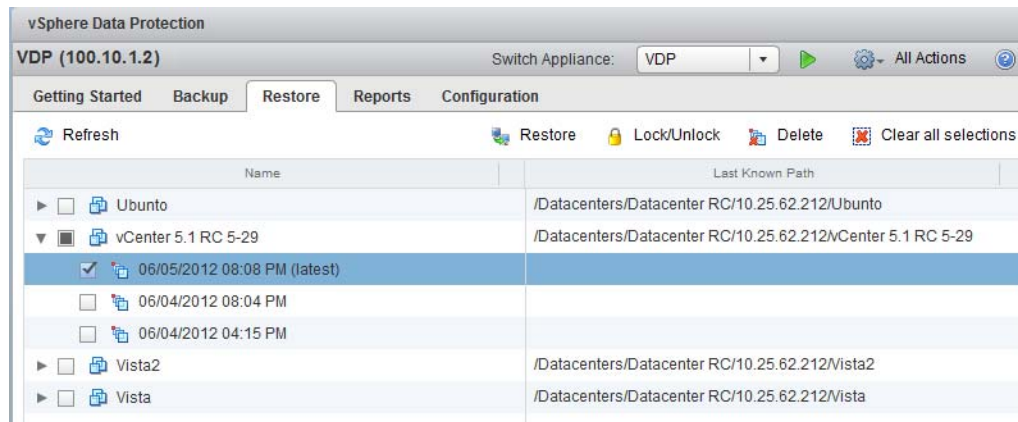 vSphere Data Protection
VDP (100.10.1.2) Switch Appliance: VDP All Actions
Getting Started Backup Restore Reports Configuration
Refresh Restore Lock/Unlock Delete Clear all selections
Name Last Known Path
Ubunto /Datacenters/Datacenter RC/10.25.62.212/Ubunto
vCenter 5.1 RC 5-29 /Datacenters/Datacenter RC/10.25.62.212/vCenter 5.1 RC 5-29
06/05/2012 08:08 PM (latest)
06/04/2012 08:04 PM
06/04/2012 04:15 PM
Vista2 /Datacenters/Datacenter RC/10.25.62.212/Vista2
Vista /Datacenters/Datacenter RC/10.25.62.212/Vista